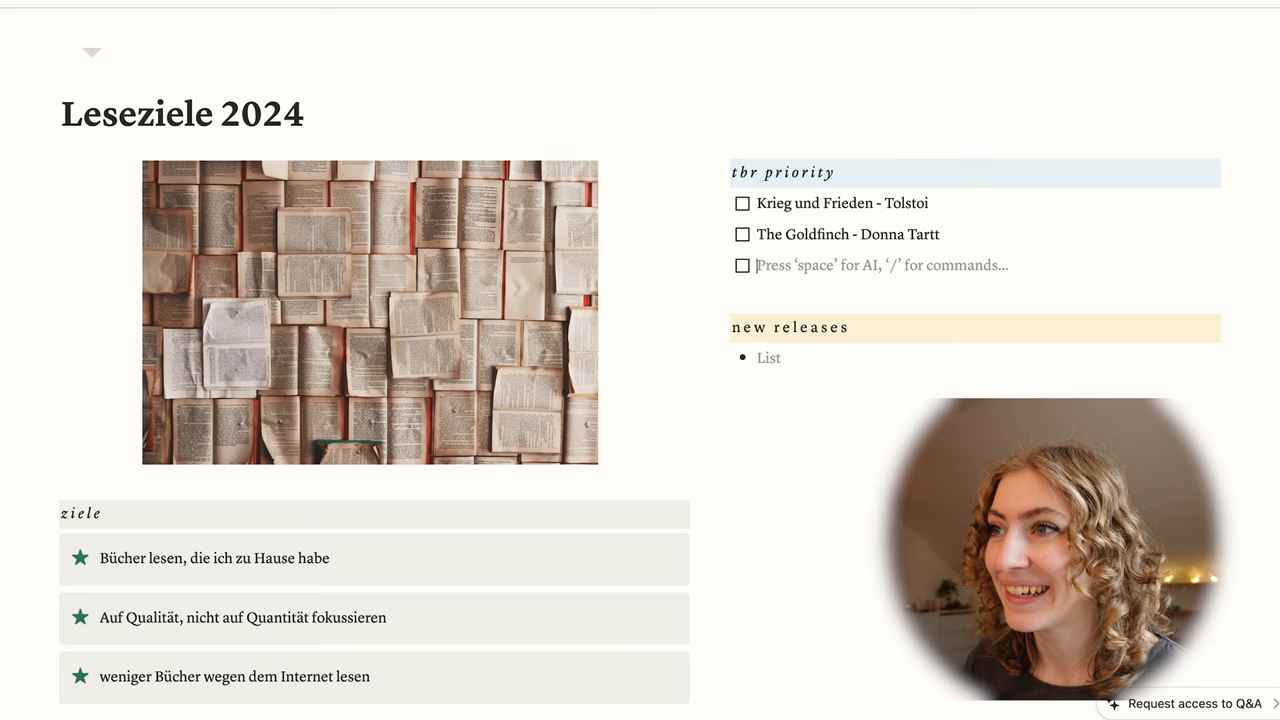 Leseziele 2024
tbr priority
Krieg und Frieden - Tolstoi
The Goldfinch - Donna Tartt
Press ‘space’ for AI, ‘/’ for commands…
new releases
List
ziele
Bücher lesen, die ich zu Hause habe
Auf Qualität, nicht auf Quantität fokussieren
weniger Bücher wegen dem Internet lesen
Request access to Q&A